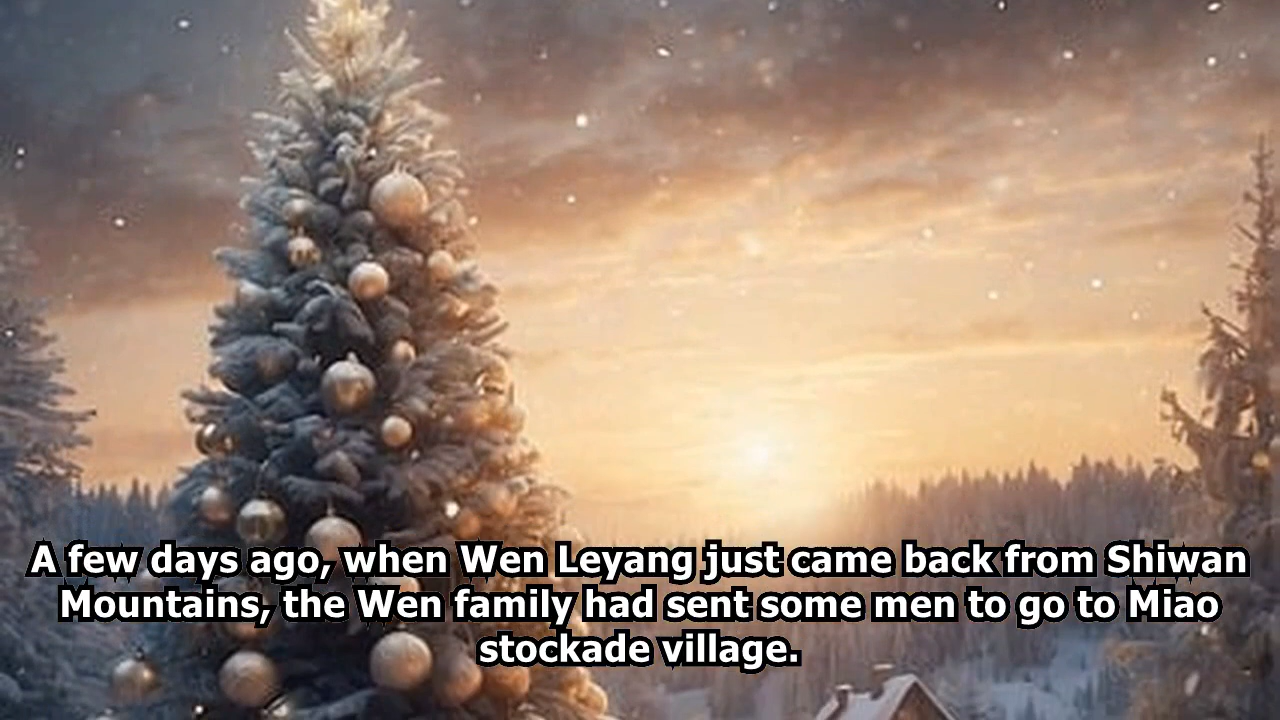 A few days ago, when Wen Leyang just came back from Shiwan
Mountains, the Wen family had sent some men to go to Miao
stockade village.